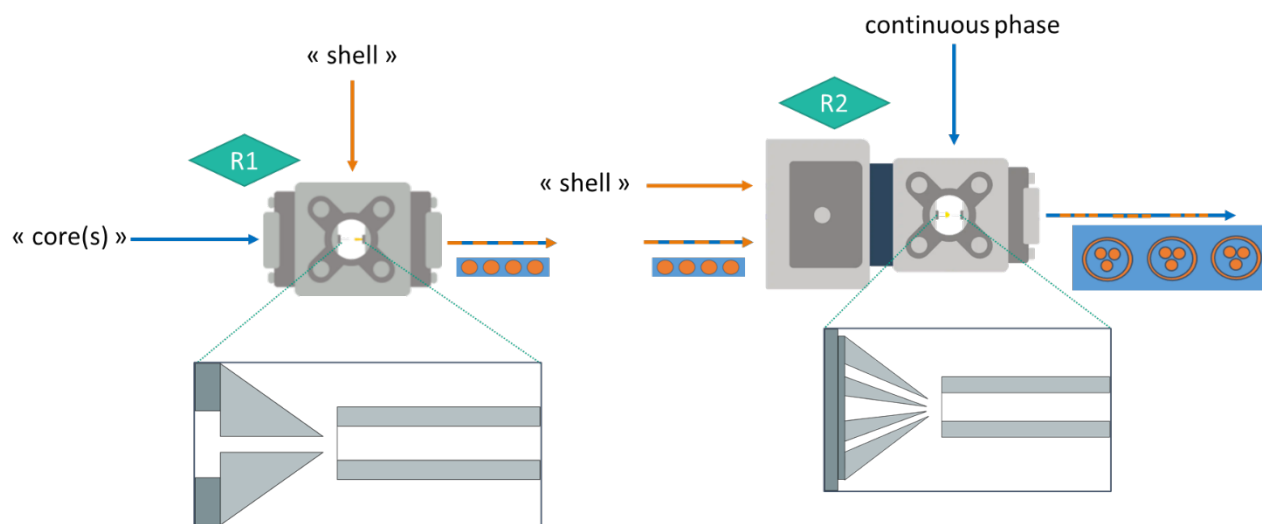 « shell »
R1
« core(s) »
continuous phase
R2
« shell »